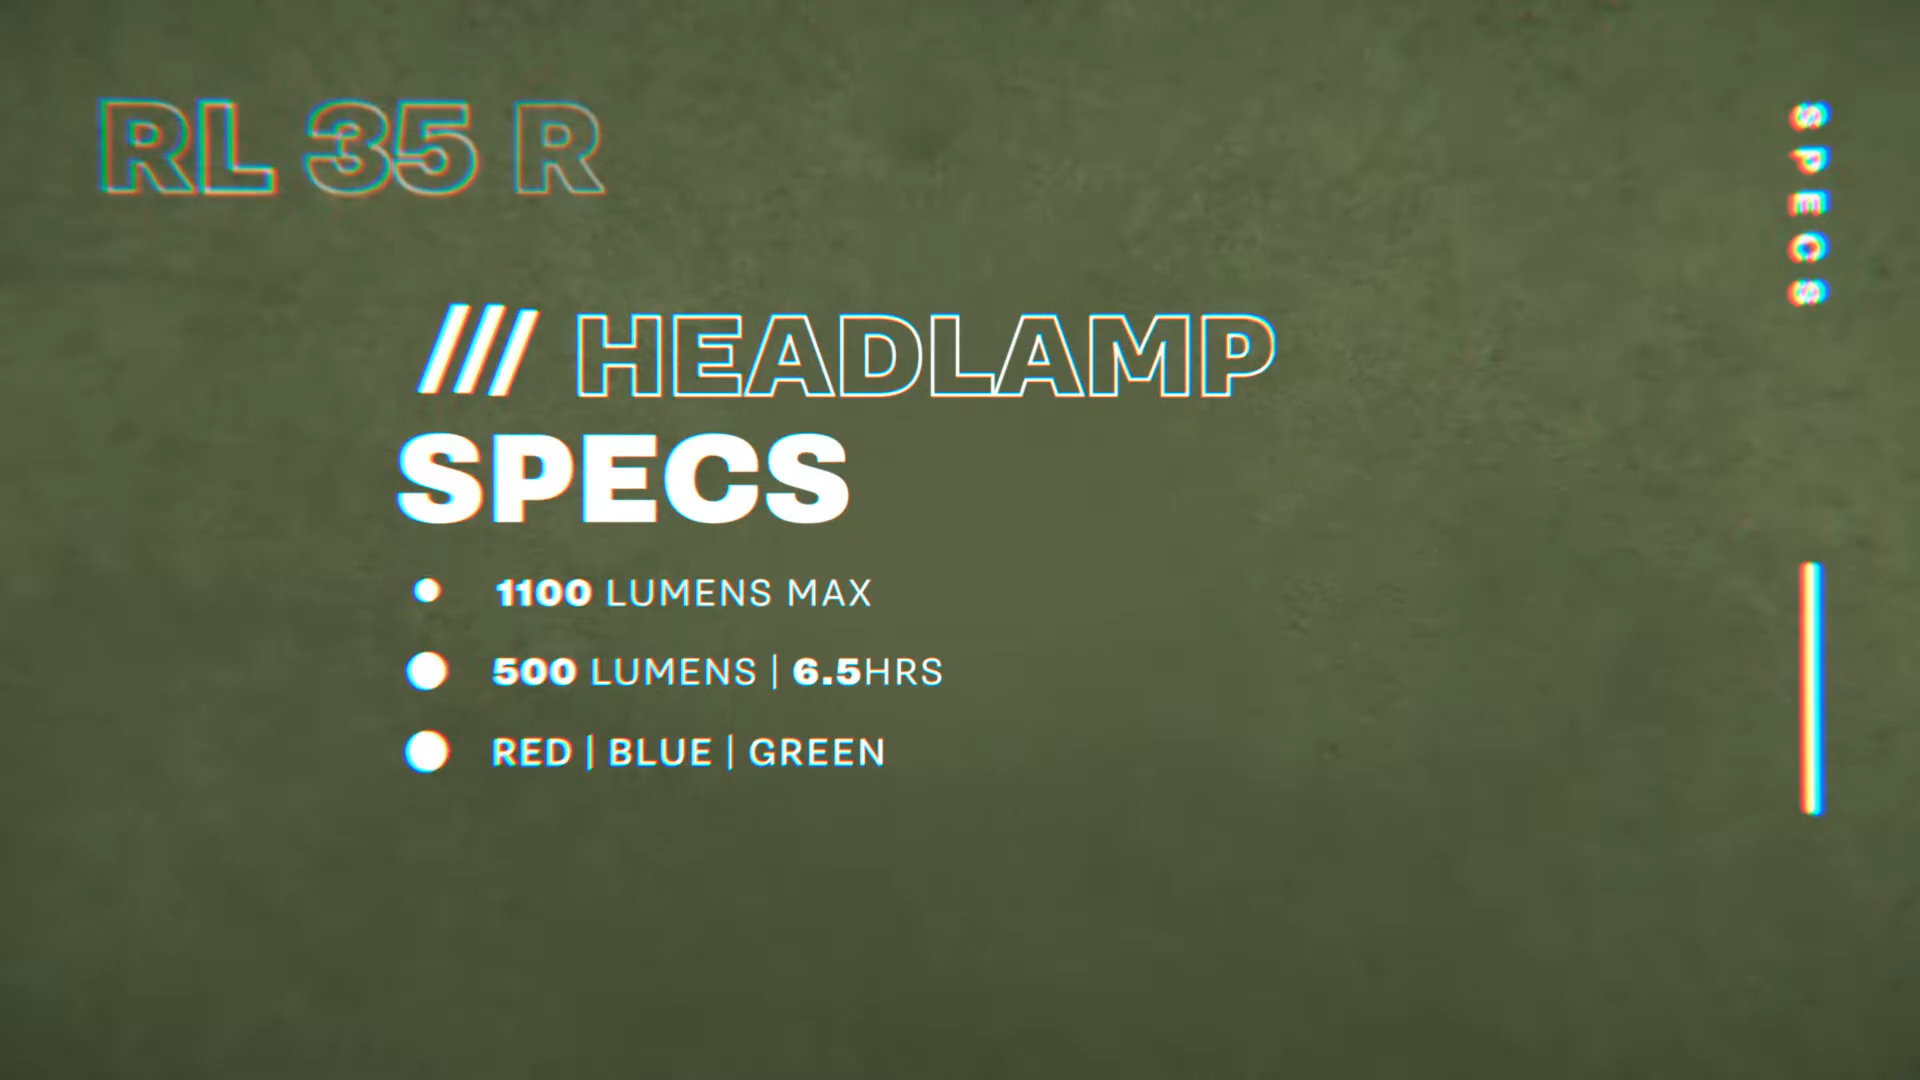 RL 35 R
SPECS
/// HEADLAMP
SPECS
1100 LUMENS MAX
500 LUMENS | 6.5HRS
RED | BLUE | GREEN